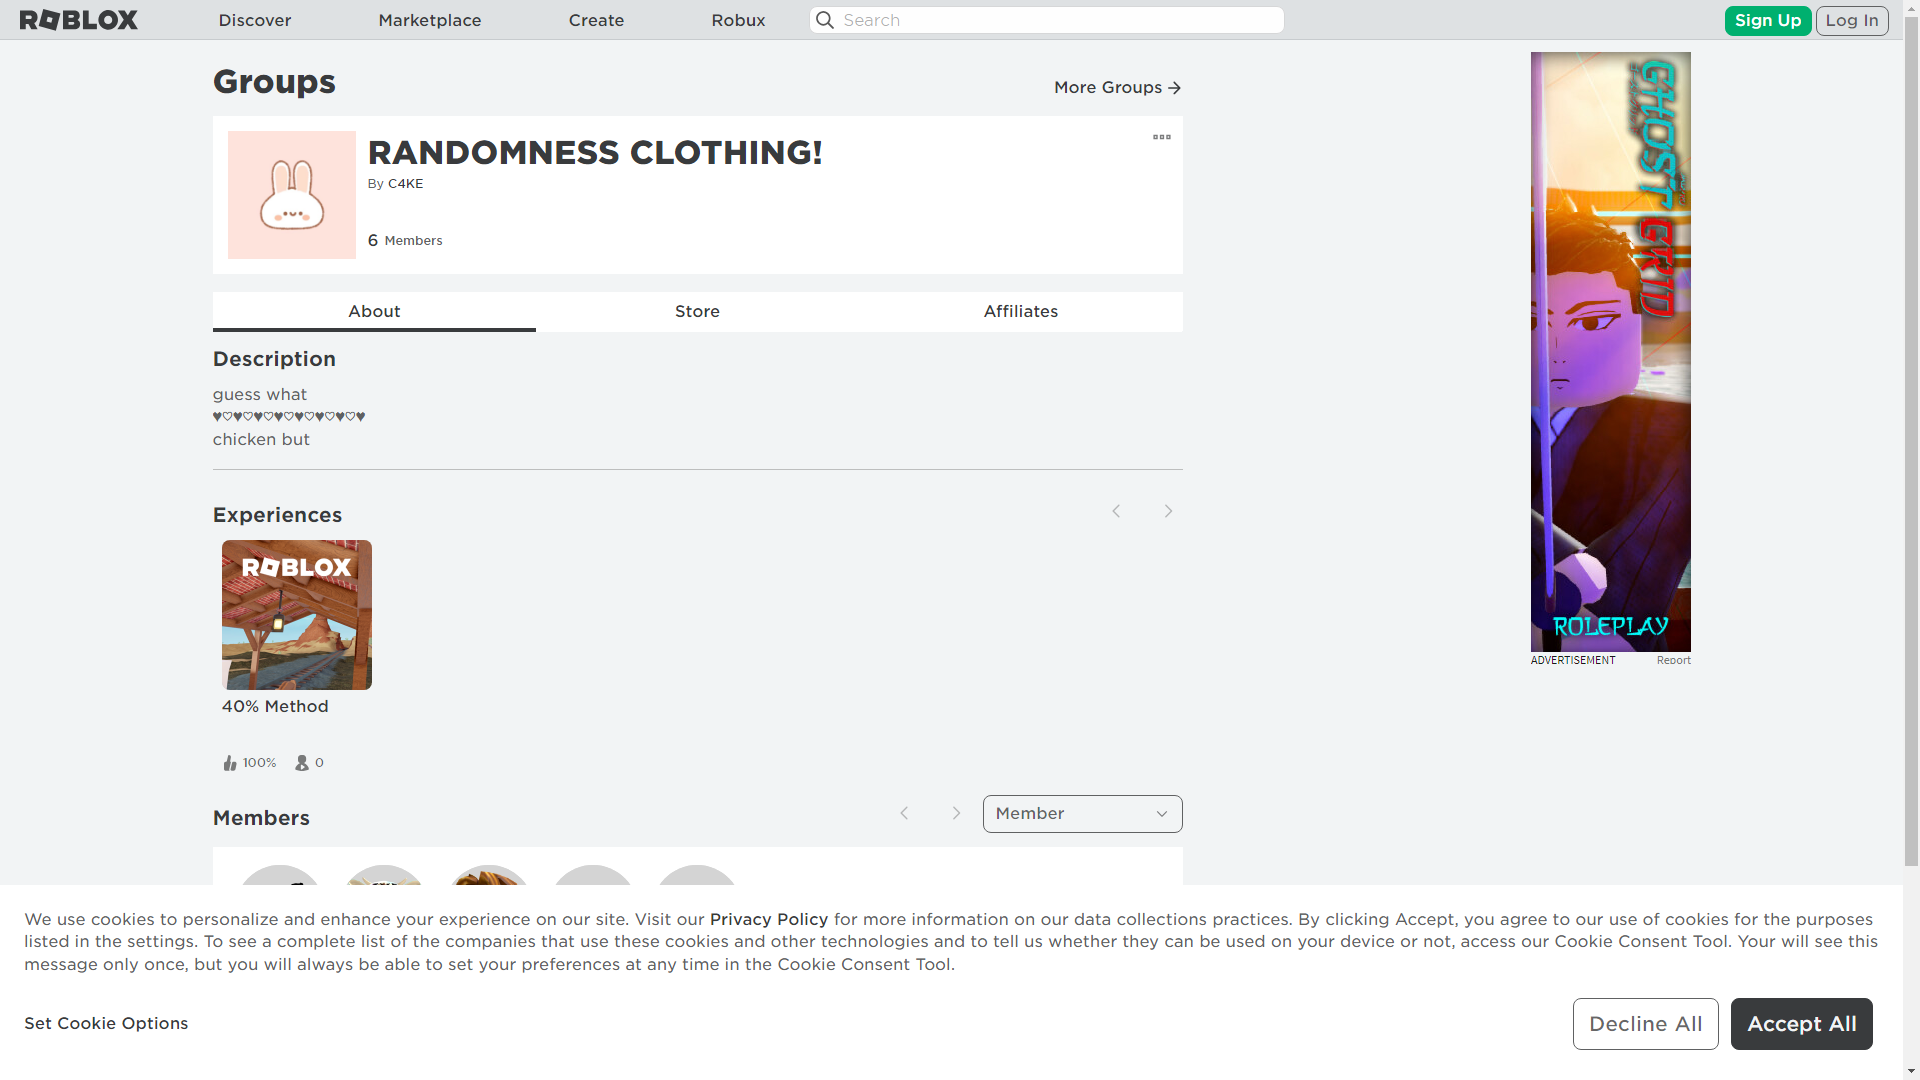 ROBLOX
Discover
Marketplace
Create
Robux
Search
Sign Up
Log In
Groups
More Groups
RANDOMNESS CLOTHING!
By C4KE
6 Members
About
Store
Affiliates
Description
guess what
♥♡♥♡♥♡♥♡♥♡♥♡♥♡♥
chicken but
Experiences
ROBLOX
40% Method
100%
0
Members
Member
GHOST GRID
ROLEPLAY
ADVERTISEMENT
Report
We use cookies to personalize and enhance your experience on our site. Visit our Privacy Policy for more information on our data collections practices. By clicking Accept, you agree to our use of cookies for the purposes
listed in the settings. To see a complete list of the companies that use these cookies and other technologies and to tell us whether they can be used on your device or not, access our Cookie Consent Tool. Your will see this
message only once, but you will always be able to set your preferences at any time in the Cookie Consent Tool.
Set Cookie Options
Decline All
Accept All